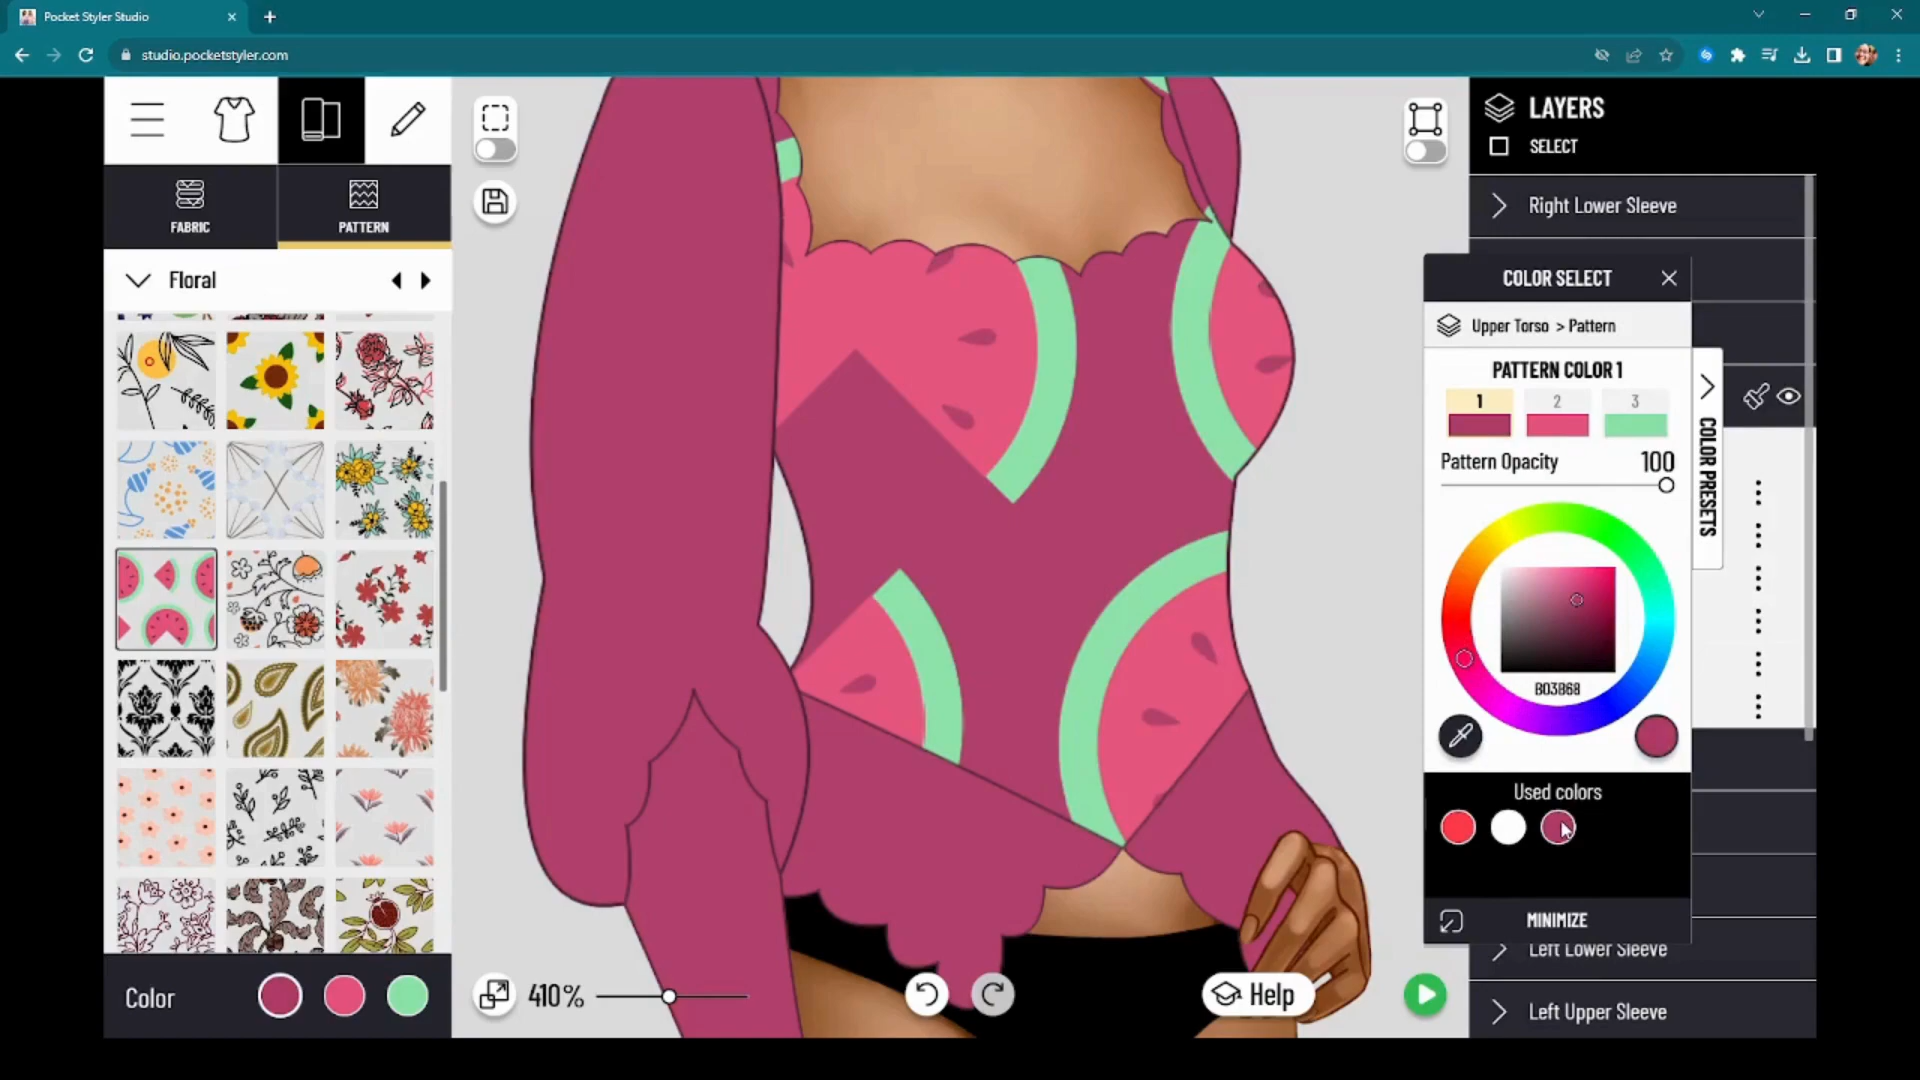 Pocket Styler Studio
studio.pocketstyler.com
FABRIC
PATTERN
Floral
Color
410%
Help
LAYERS
SELECT
Right Lower Sleeve
COLOR SELECT
Upper Torso > Pattern
PATTERN COLOR 1
1 2 3
Pattern Opacity 100
COLOR PRESETS
B03B68
Used colors
MINIMIZE
Left Lower Sleeve
Left Upper Sleeve